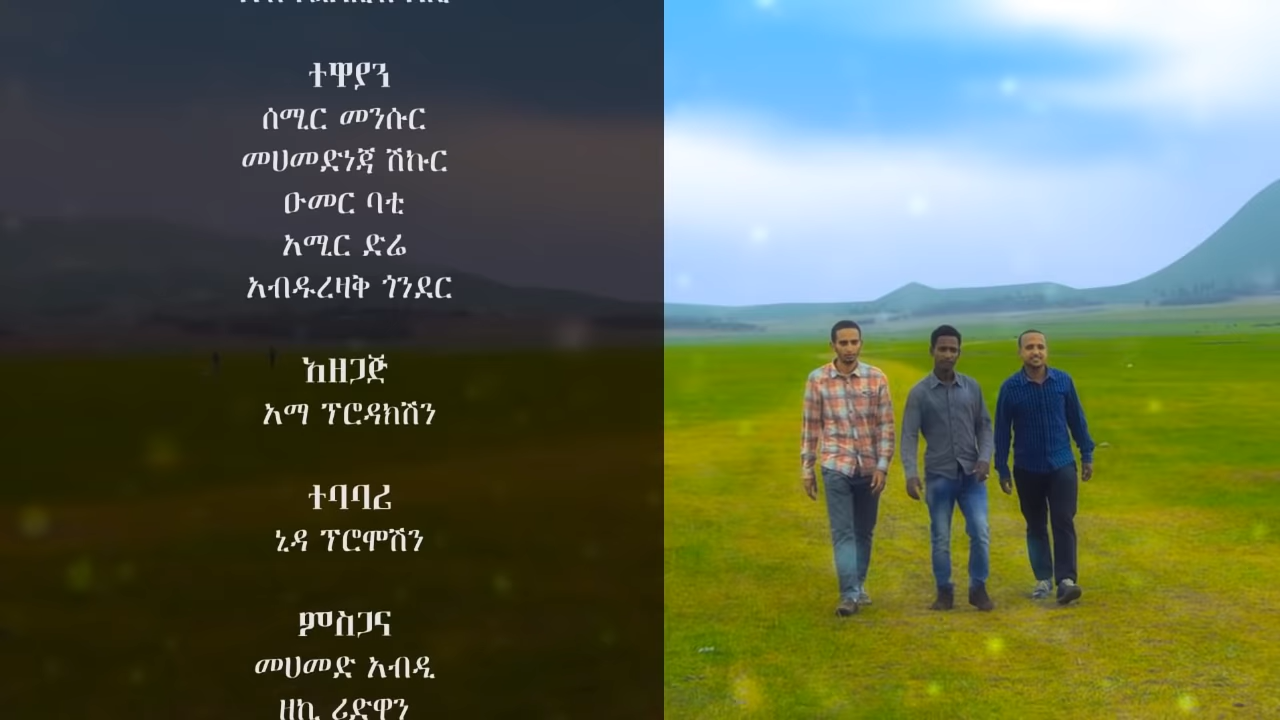 ተዋያን
ሰሚር መንሱር
መሀመድነጃ ሽኩር
ዑመር ባቲ
አሚር ድሬ
አብዱረዛቅ ጎንደር
አዘጋጅ
አማ ፕሮዳክሽን
ተባባሪ
ኒዳ ፕሮሞሽን
ምስጋና
መሀመድ አብዲ
ዘኪ ሪድዋን